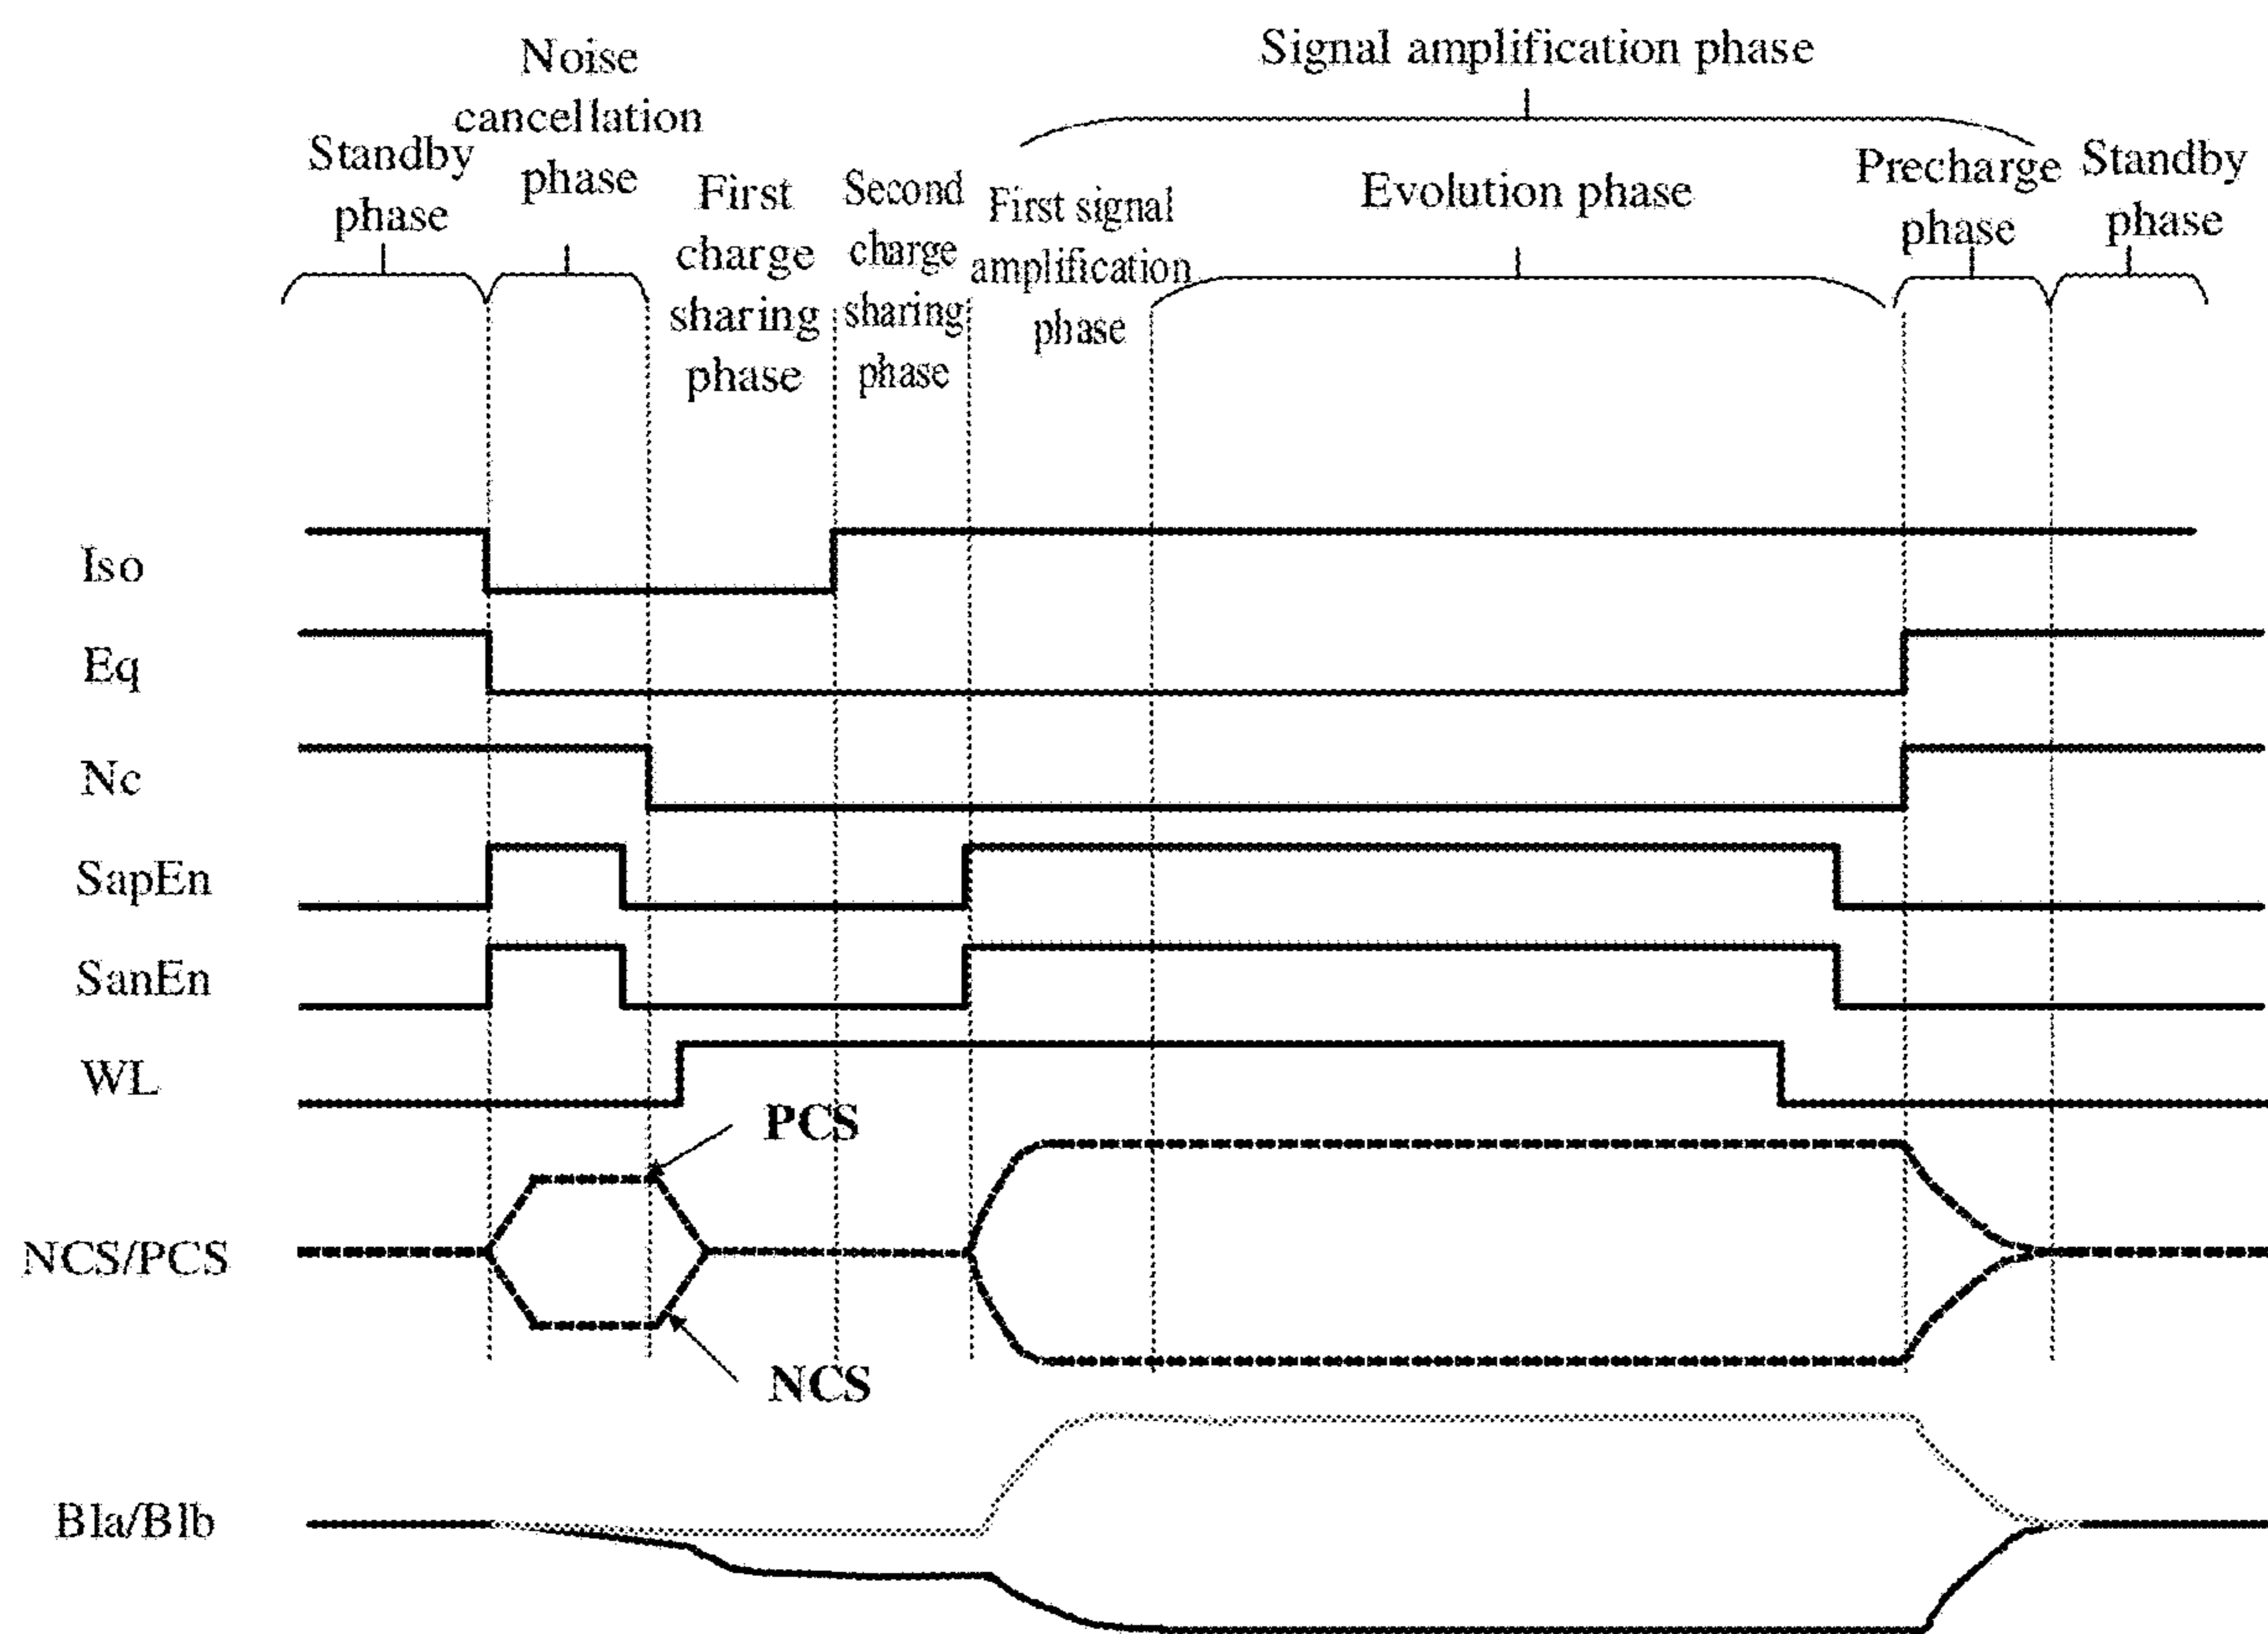 Signal amplification phase
Noise
cancellation
phase
Standby
phase
First
charge
sharing
phase
Second
charge
sharing
phase
First signal
amplification
phase
Evolution phase
Precharge
phase
Standby
phase
Iso
Eq
Nc
SapEn
SanEn
WL
PCS
NCS/PCS
NCS
Bla/Blb